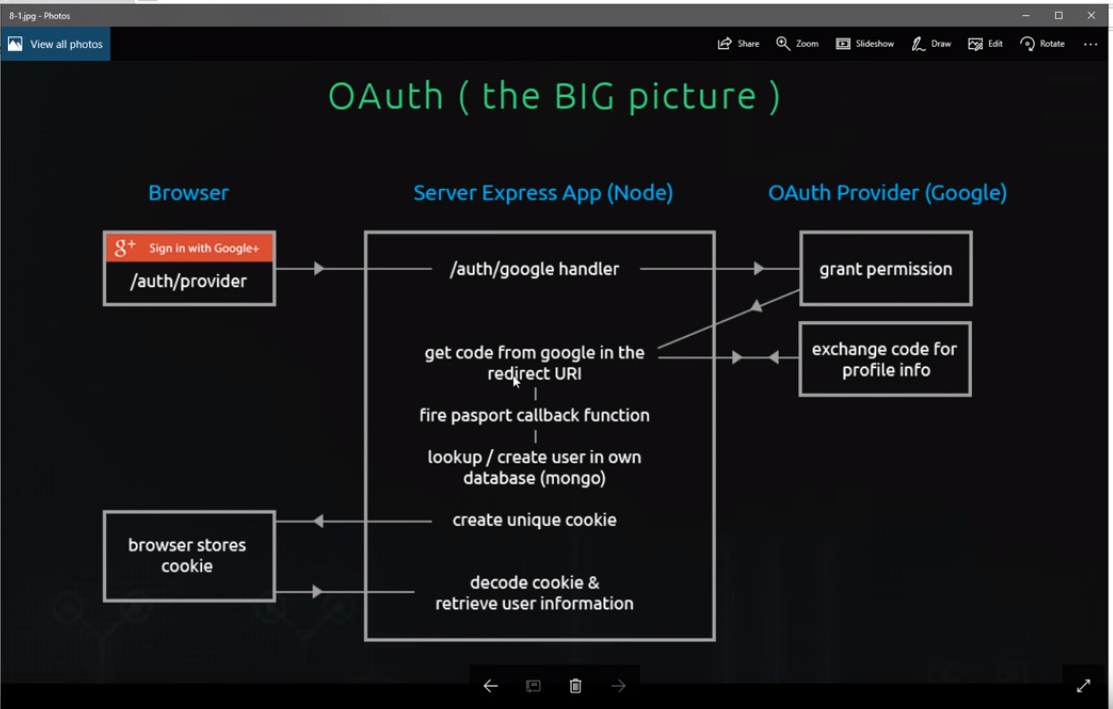 8-1.jpg - Photos
View all photos
Share
Zoom
Slideshow
Draw
Edit
Rotate
OAuth ( the BIG picture )
Browser
Server Express App (Node)
OAuth Provider (Google)
g+ Sign in with Google+
/auth/provider
/auth/google handler
grant permission
get code from google in the
redirect URI
exchange code for
profile info
fire pasport callback function
lookup / create user in own
database (mongo)
create unique cookie
browser stores
cookie
decode cookie &
retrieve user information